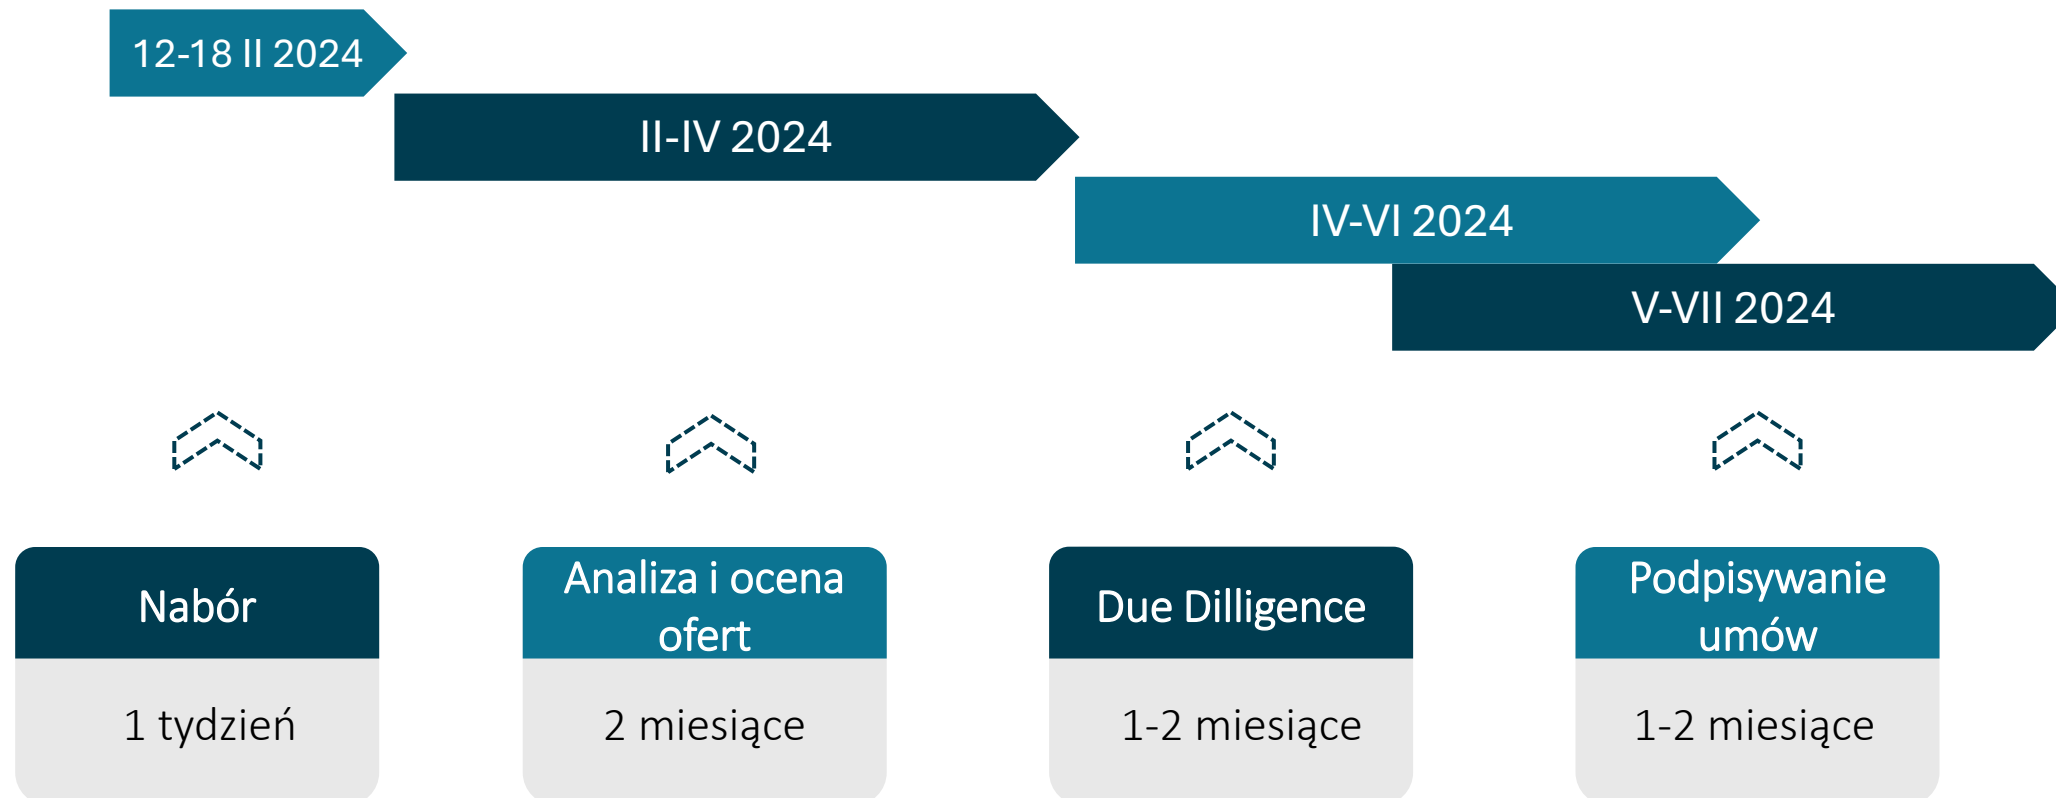 12-18 II 2024
II-IV 2024
IV-VI 2024
V-VII 2024
Nabór
1 tydzień
Analiza i ocena
ofert
2 miesiące
Due Dilligence
1-2 miesiące
Podpisywanie
umów
1-2 miesiące